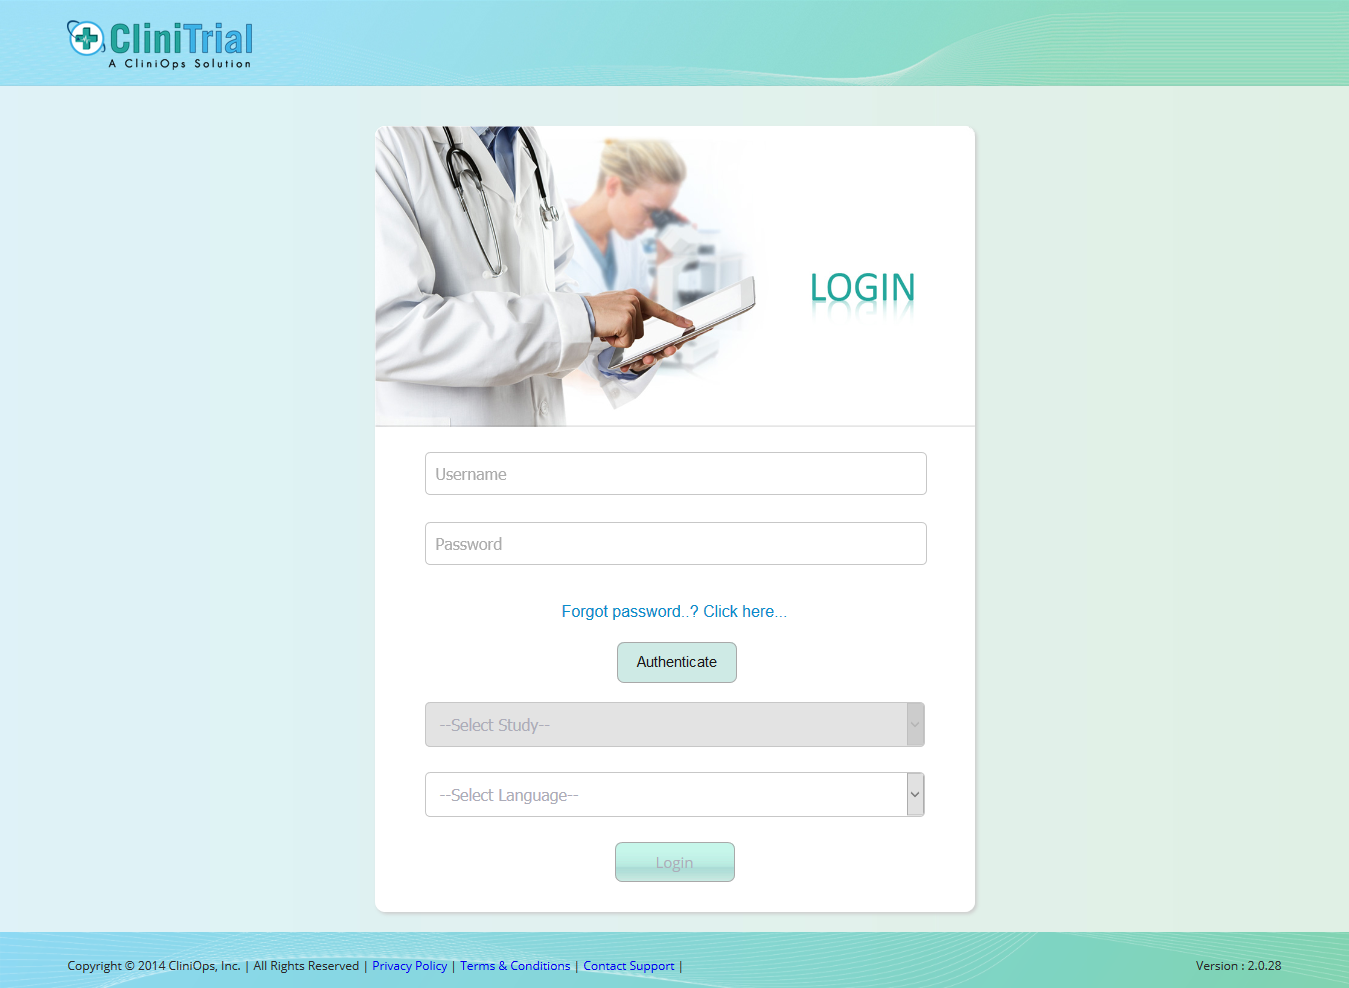 CliniTrial
A CliniOps Solution
LOGIN
Username
Password
Forgot password..? Click here...
Authenticate
--Select Study--
--Select Language--
Login
Copyright © 2014 CliniOps, Inc. | All Rights Reserved | Privacy Policy | Terms & Conditions | Contact Support |
Version : 2.0.28